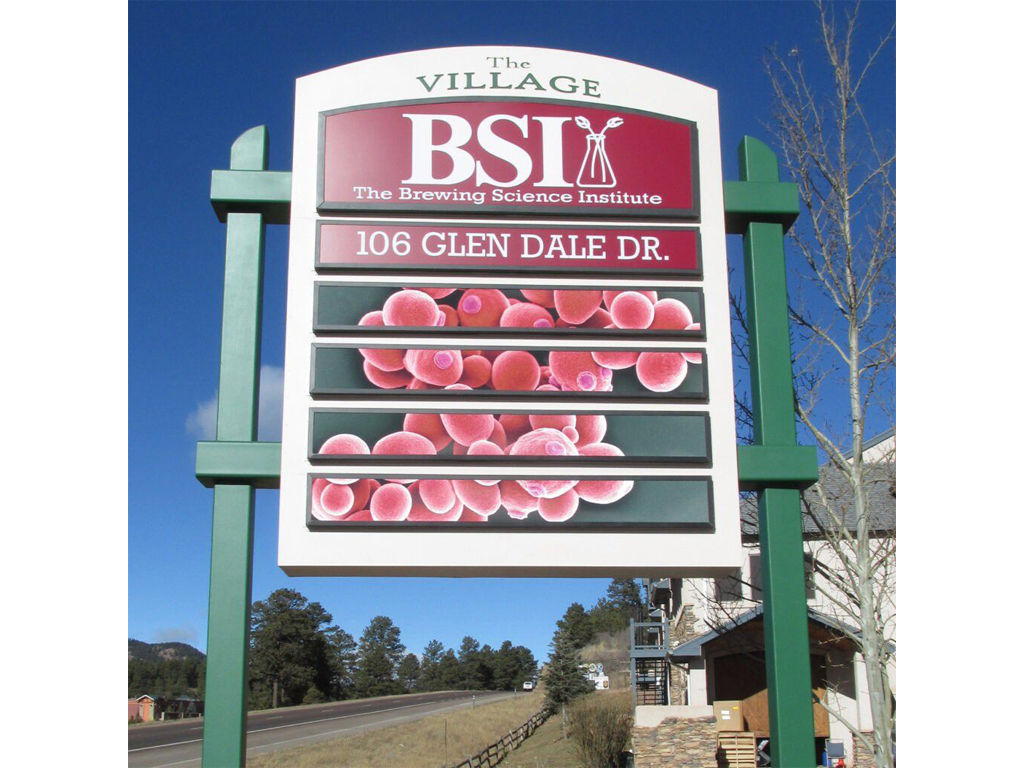 The
VILLAGE
BSI
The Brewing Science Institute
106 GLEN DALE DR.